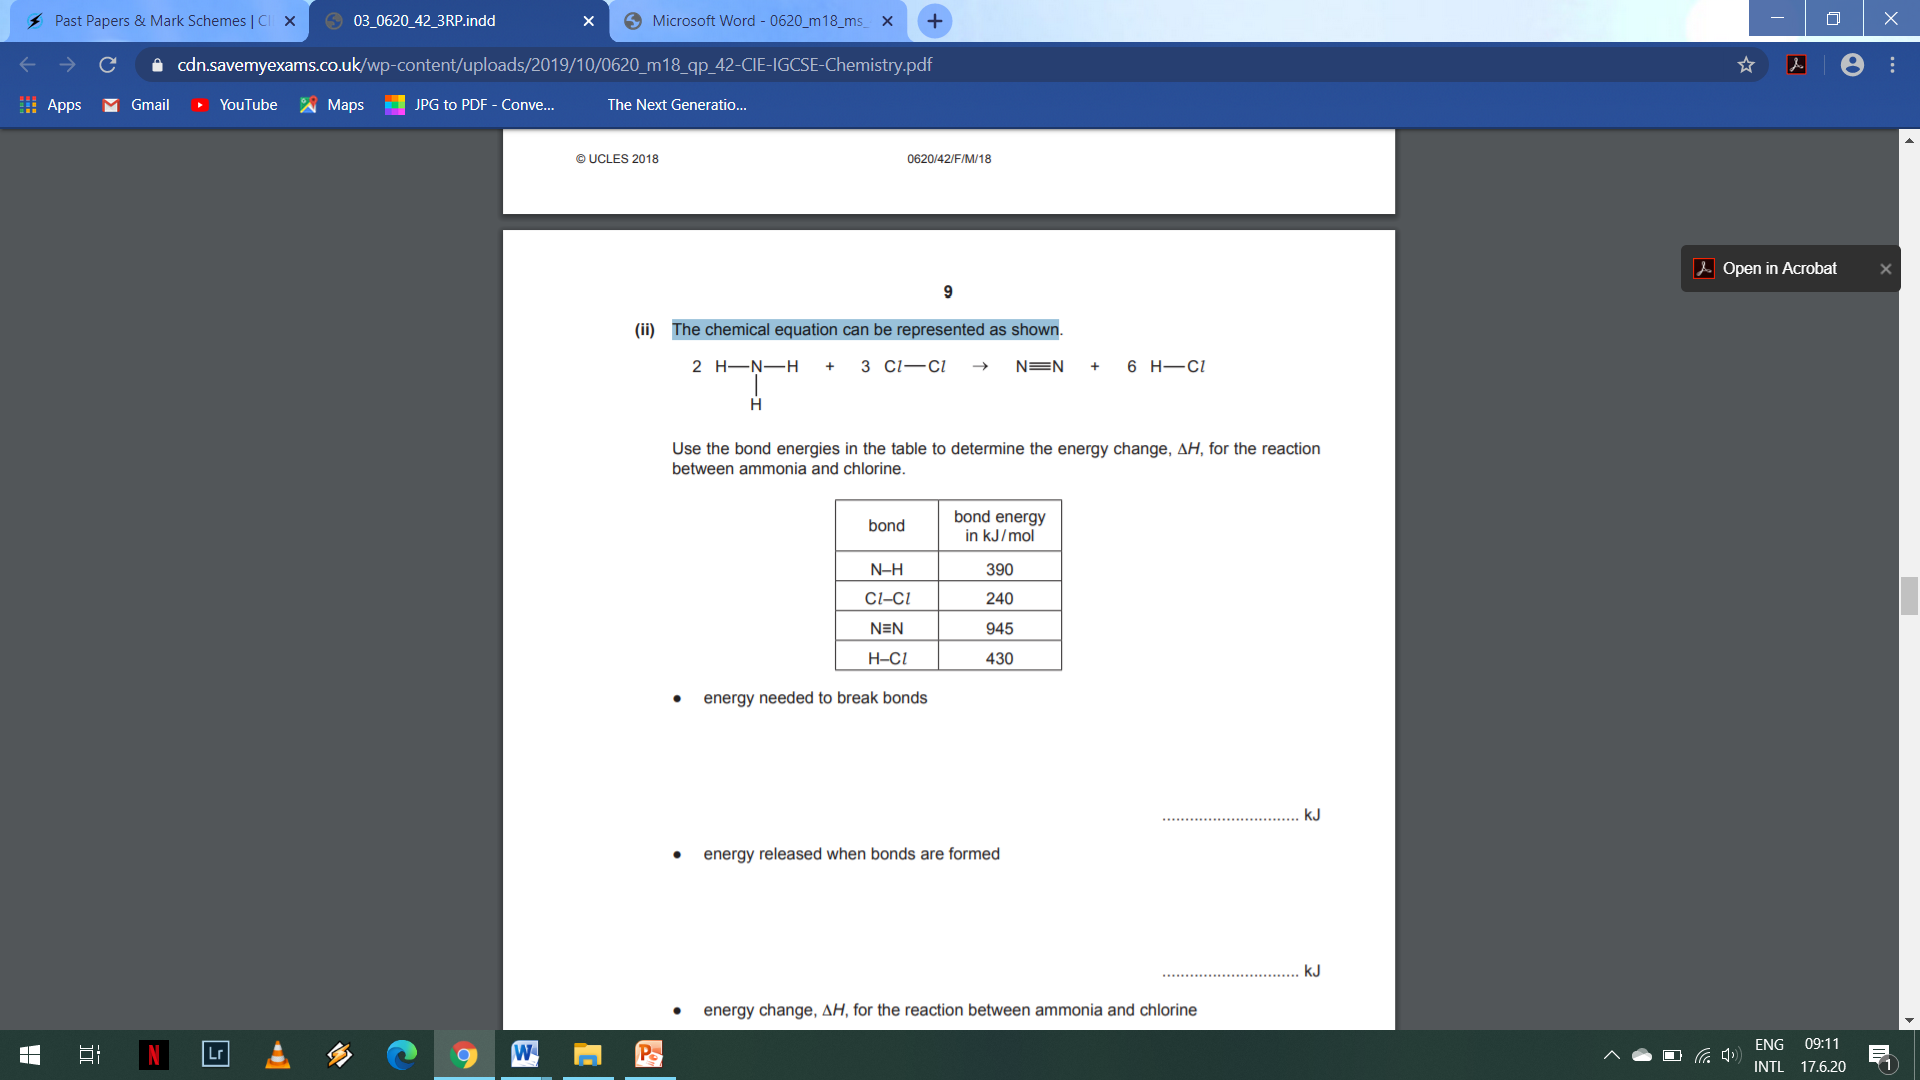 Past Papers & Mark Schemes | CI
03_0620_42_3RP.indd
Microsoft Word - 0620_m18_ms_
cdn.savemyexams.co.uk/wp-content/uploads/2019/10/0620_m18_qp_42-CIE-IGCSE-Chemistry.pdf
Apps Gmail YouTube Maps JPG to PDF - Conve... The Next Generatio...
© UCLES 2018 0620/42/F/M/18
Open in Acrobat
9
(ii) The chemical equation can be represented as shown.
2 H—N—H + 3 Cl—Cl → N≡N + 6 H—Cl
H
Use the bond energies in the table to determine the energy change, ΔH, for the reaction
between ammonia and chlorine.
bond bond energy
in kJ/mol
N–H 390
Cl–Cl 240
N≡N 945
H–Cl 430
• energy needed to break bonds
.............................. kJ
• energy released when bonds are formed
.............................. kJ
• energy change, ΔH, for the reaction between ammonia and chlorine
N Lr W P
ENG 09:11
INTL 17.6.20
1